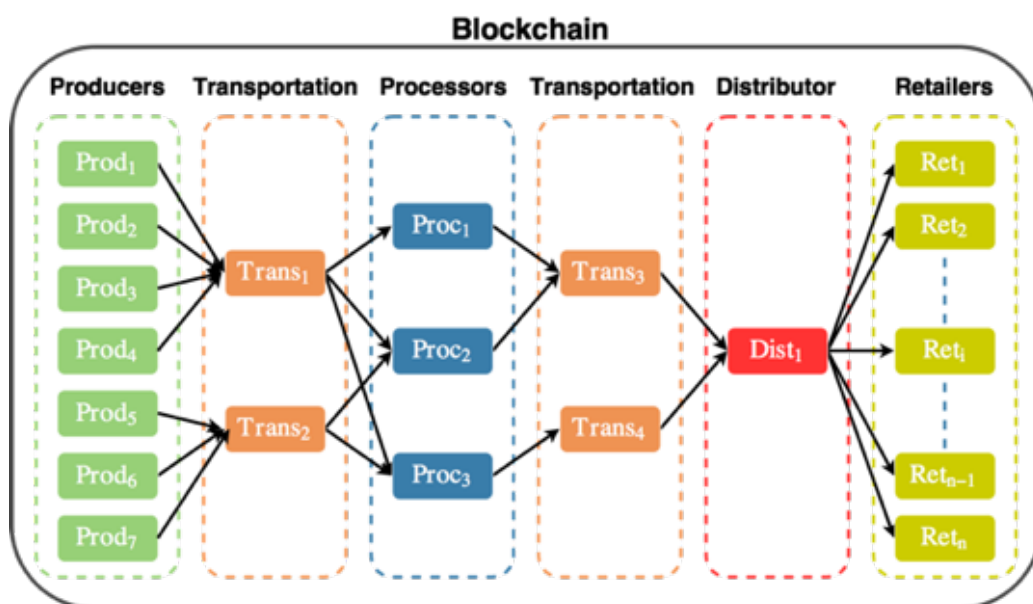 Blockchain
Producers Transportation Processors Transportation Distributor Retailers
Prod₁
Prod₂
Prod₃
Prod₄
Prod₅
Prod₆
Prod₇
Trans₁
Trans₂
Proc₁
Proc₂
Proc₃
Trans₃
Trans₄
Dist₁
Ret₁
Ret₂
Retᵢ
Retₙ₋₁
Retₙ